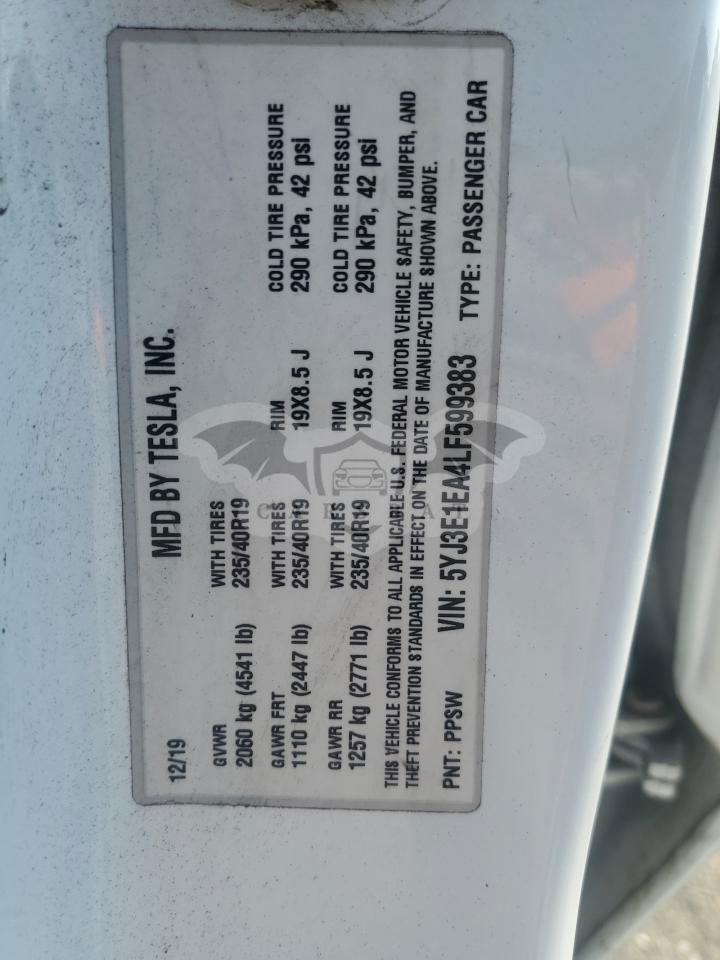 MFD BY TESLA, INC.
12/19
GVWR WITH TIRES
2060 kg (4541 lb) 235/40R19
GAWR FRT WITH TIRES RIM COLD TIRE PRESSURE
1110 kg (2447 lb) 235/40R19 19X8.5 J 290 kPa, 42 psi
GAWR RR WITH TIRES RIM COLD TIRE PRESSURE
1257 kg (2771 lb) 235/40R19 19X8.5 J 290 kPa, 42 psi
THIS VEHICLE CONFORMS TO ALL APPLICABLE U.S. FEDERAL MOTOR VEHICLE SAFETY, BUMPER, AND
THEFT PREVENTION STANDARDS IN EFFECT ON THE DATE OF MANUFACTURE SHOWN ABOVE.
PNT: PPSW VIN: 5YJ3E1EA4LF599383 TYPE: PASSENGER CAR